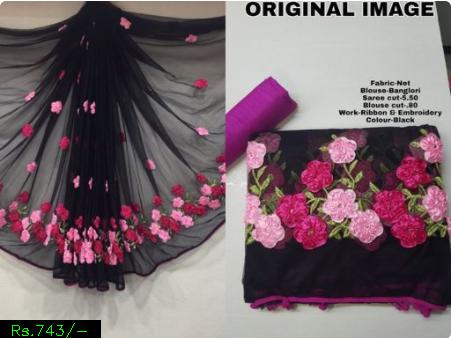 ORIGINAL IMAGE
Fabric-Net
Blouse-Banglori
Saree cut-5.50
Blouse cut-.80
Work-Ribbon & Embroidery
Colour-Black
Rs.743/-